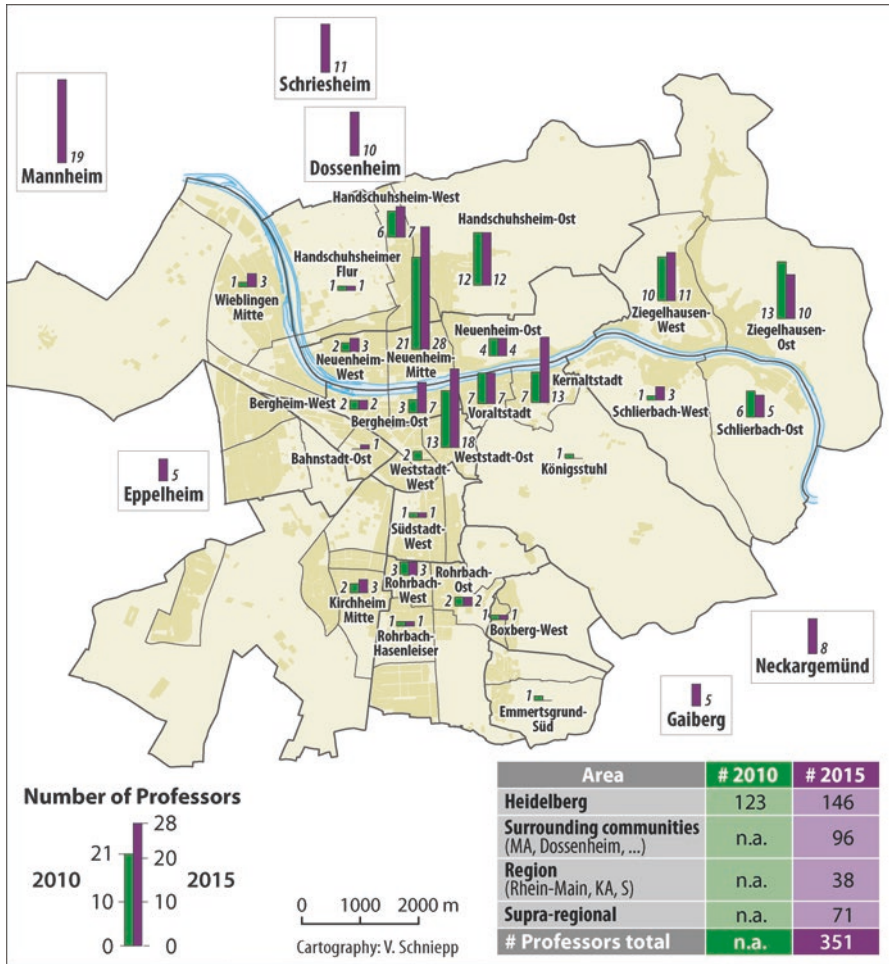 11
Schriesheim
19
Mannheim
10
Dossenheim
Handschuhsheim-West
6 7
Handschuhsheim-Ost
12 12
Handschuhsheimer
Flur
1 1
1 3
Wieblingen
Mitte
10 11
Ziegelhausen-
West
13 10
Ziegelhausen-
Ost
2 3
Neuenheim-
West
21 28
Neuenheim-
Mitte
Neuenheim-Ost
4 4
Kernaltstadt
7 13
7 7
Voraltstadt
Bergheim-West
2 2
3 7
Bergheim-Ost
13 18
Weststadt-Ost
1 3
Schlierbach-West
6 5
Schlierbach-Ost
1
Bahnstadt-Ost
2
Weststadt-
West
1
Königsstuhl
5
Eppelheim
1 1
Südstadt-
West
3 3
Rohrbach-
West
Rohrbach-
Ost
2 2
2 3
Kirchheim
Mitte
1 1
Rohrbach-
Hasenleiser
1 1
Boxberg-West
1
Emmertsgrund-
Süd
8
Neckargemünd
5
Gaiberg
Number of Professors
28
21
20
2010 2015
10 10
0 0
0 1000 2000 m
Cartography: V. Schniepp
Area # 2010 # 2015
Heidelberg 123 146
Surrounding communities
(MA, Dossenheim, ...) n.a. 96
Region
(Rhein-Main, KA, S) n.a. 38
Supra-regional n.a. 71
# Professors total n.a. 351